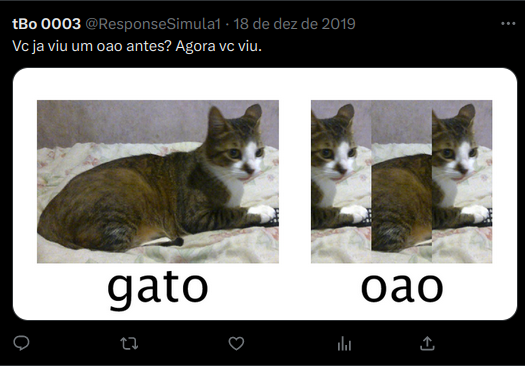 tBo 0003 @ResponseSimula1 · 18 de dez de 2019
Vc ja viu um oao antes? Agora vc viu.
gato oao